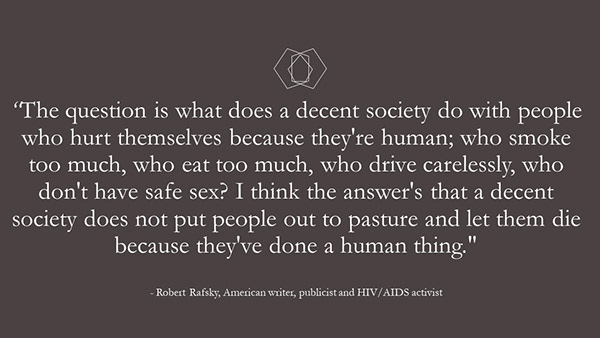 “The question is what does a decent society do with people
who hurt themselves because they're human; who smoke
too much, who eat too much, who drive carelessly, who
don't have safe sex? I think the answer's that a decent
society does not put people out to pasture and let them die
because they've done a human thing."
- Robert Rafsky, American writer, publicist and HIV/AIDS activist